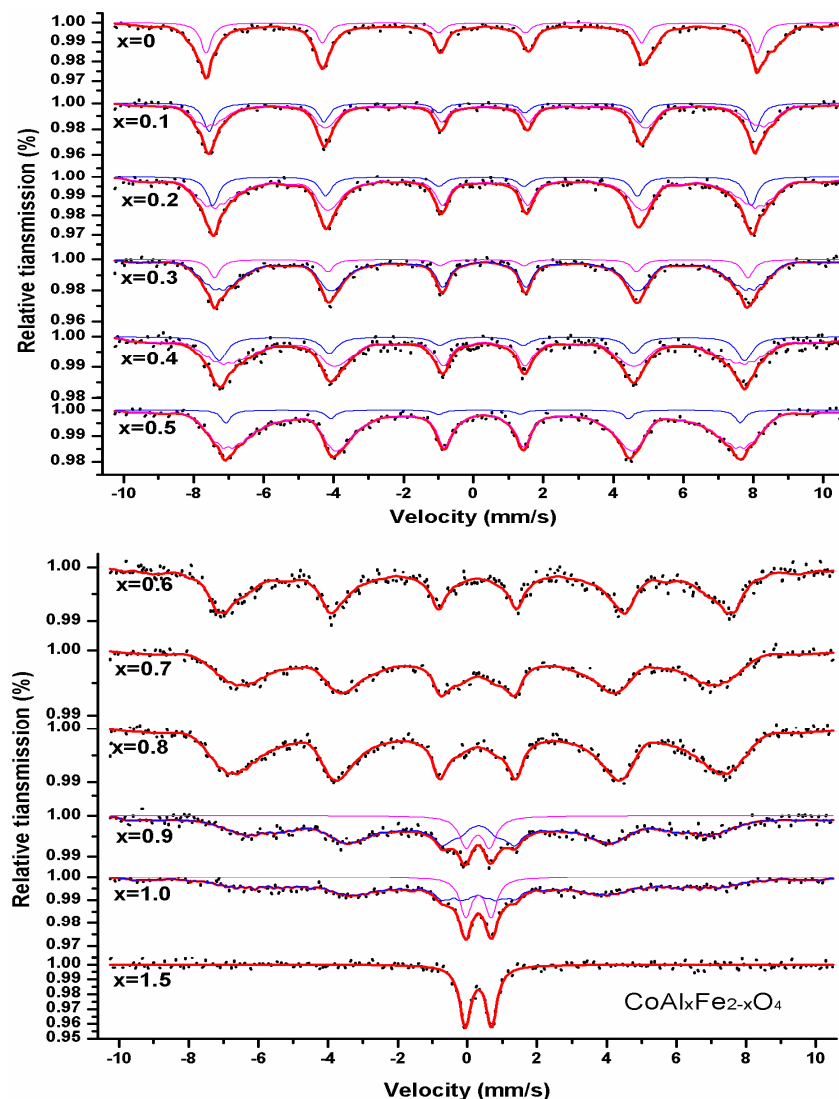 Relative tiansmission (%)
1.00
0.99
x=0
0.98
0.97
1.00
x=0.1
0.98
0.96
1.00
0.99
x=0.2
0.98
0.97
1.00
x=0.3
0.98
0.96
1.00
x=0.4
0.99
0.98
1.00
x=0.5
0.99
0.98
-10 -8 -6 -4 -2 0 2 4 6 8 10
Velocity (mm/s)
Relative tiansmission (%)
1.00
x=0.6
0.99
1.00
x=0.7
0.99
1.00
x=0.8
0.99
1.00
x=0.9
0.99
1.00
x=1.0
0.99
0.98
0.97
1.00
x=1.5
0.99
0.98
0.97
0.96
0.95
CoAlxFe2-xO4
-10 -8 -6 -4 -2 0 2 4 6 8 10
Velocity (mm/s)